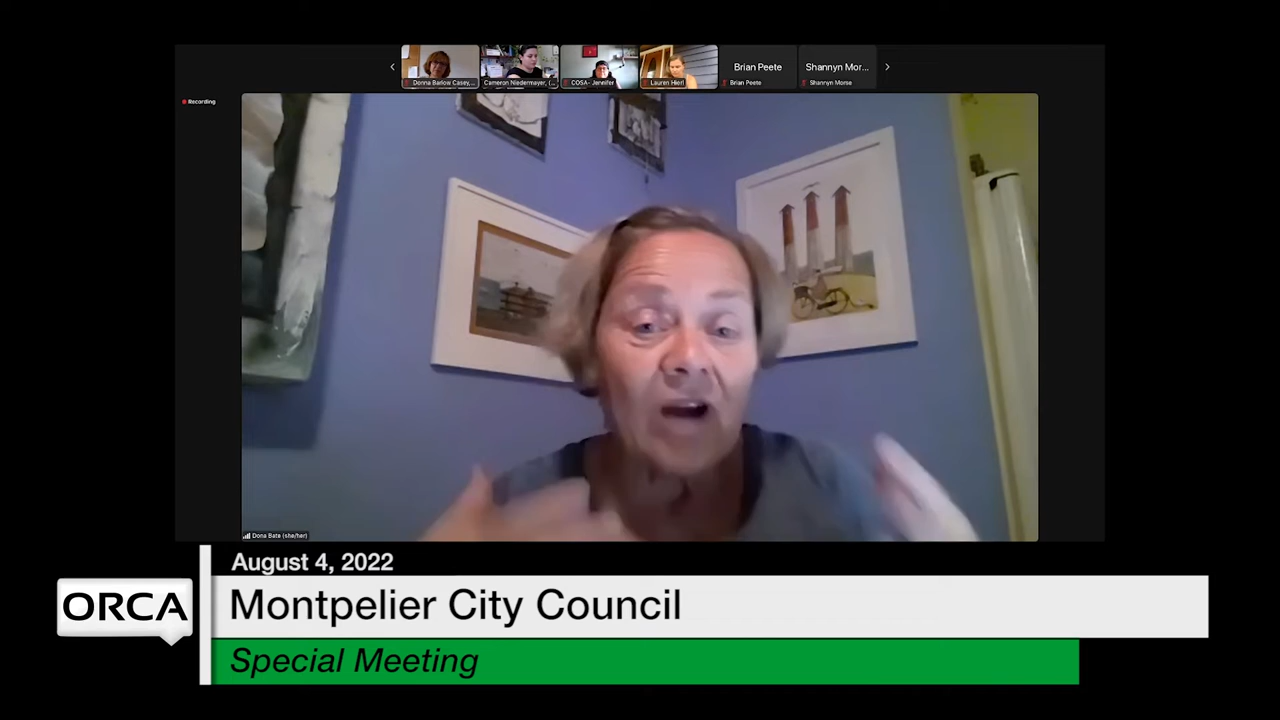 Brian Peete
Shannyn Mor...
Donna Barlow Casey,...
Cameron Niedermayer, (...
COSA- Jennifer
Lauren Hierl
Brian Peete
Shannyn Morse
Recording
Dona Bate (she/her)
August 4, 2022
ORCA
Montpelier City Council
Special Meeting